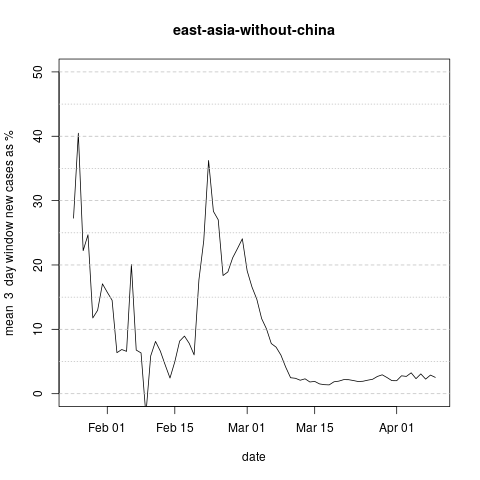 east-asia-without-china
mean  3  day window new cases as %
50
40
30
20
10
0
Feb 01
Feb 15
Mar 01
Mar 15
Apr 01
date